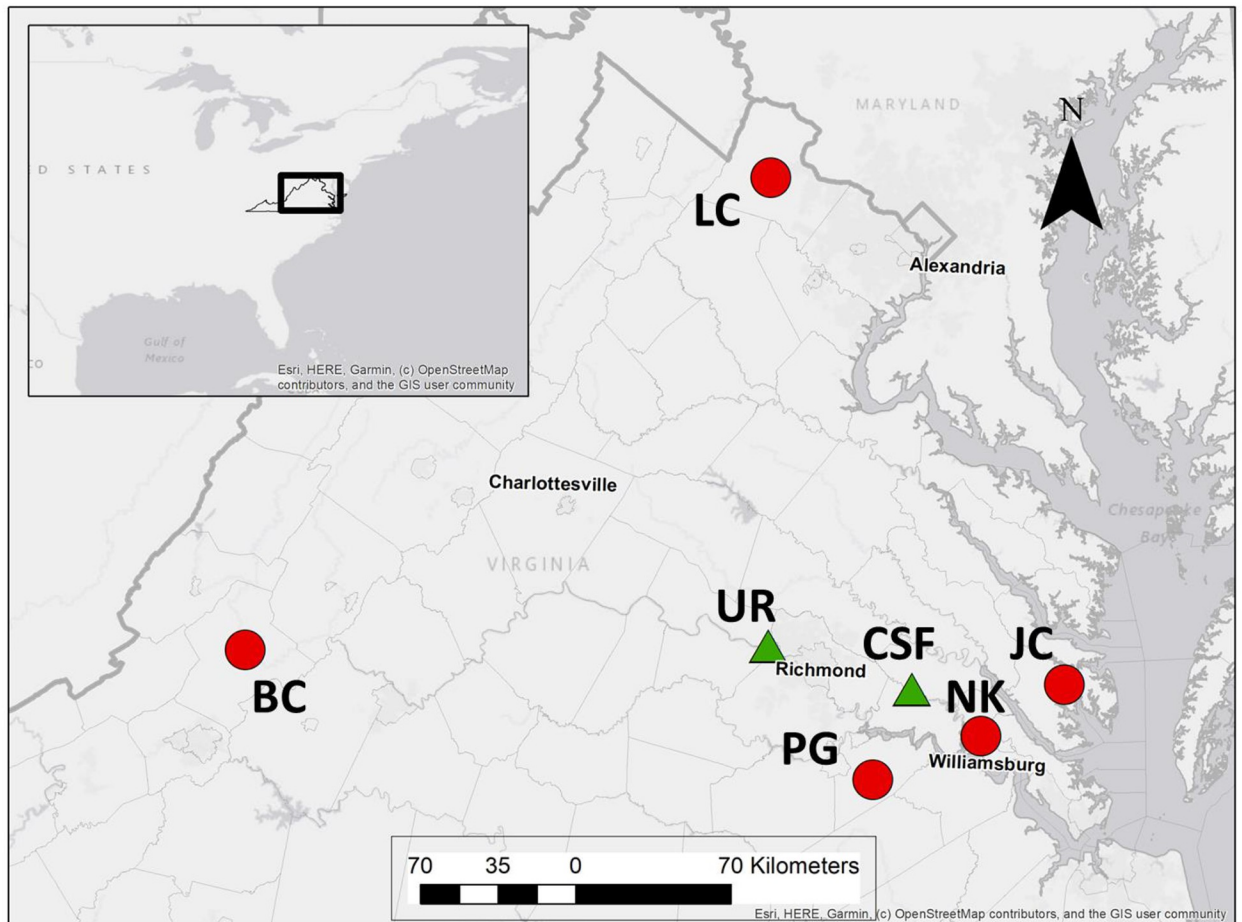 MARYLAND
N
D STATES
LC
Alexandria
Gulf of
Mexico
CO
Esri, HERE, Garmin, (c) OpenStreetMap
contributors, and the GIS user community
Charlottesville
Chesapeake
Bay
VIRGINIA
UR
CSF
JC
Richmond
BC
NK
PG
Williamsburg
70 35 0 70 Kilometers
Esri, HERE, Garmin, (c) OpenStreetMap contributors, and the GIS user community